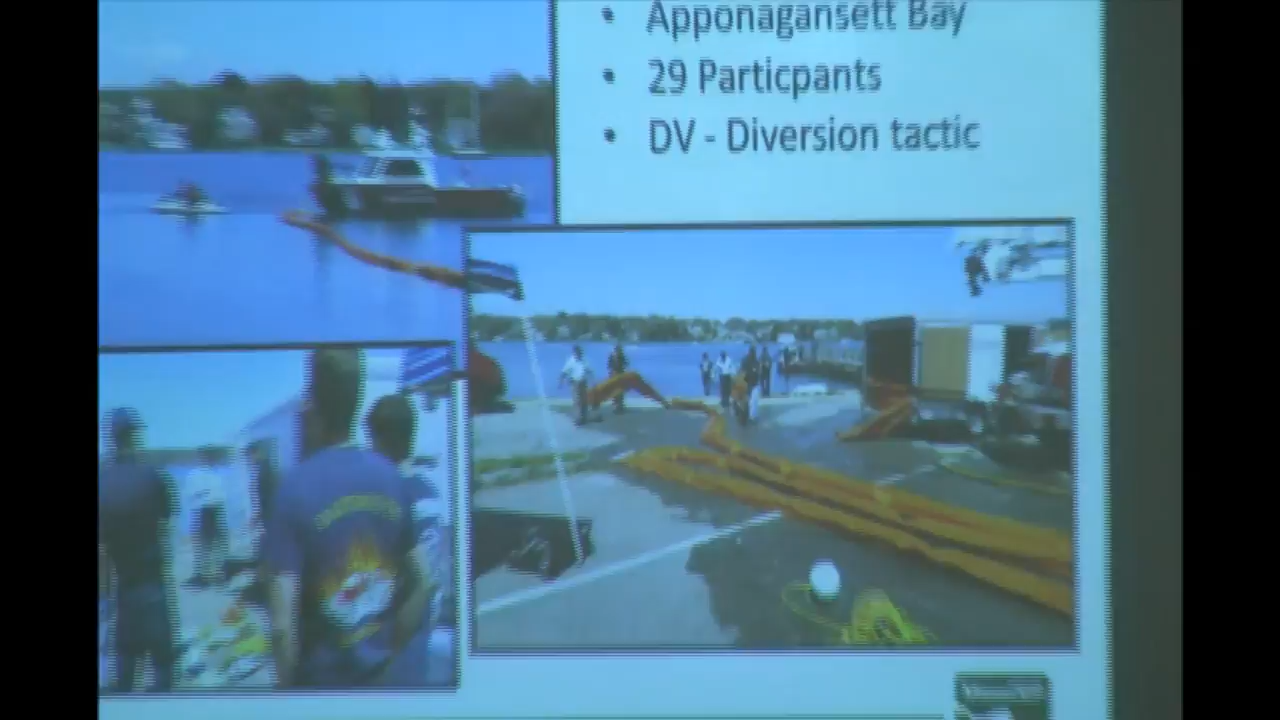 • Apponagansett Bay
• 29 Particpants
• DV - Diversion tactic